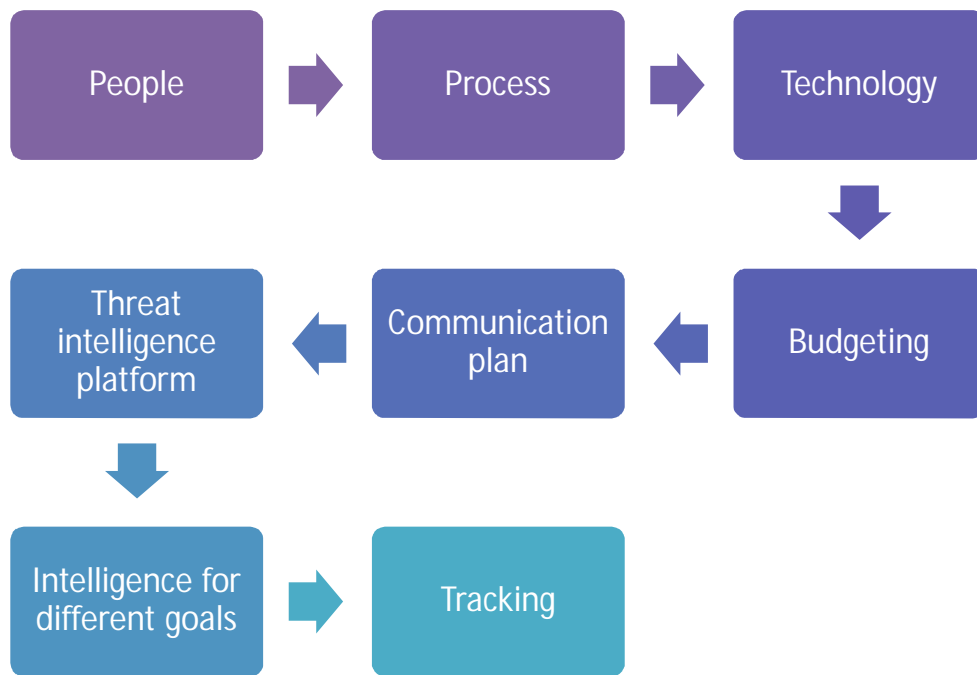 People
Process
Technology
Budgeting
Communication
plan
Threat
intelligence
platform
Intelligence for
different goals
Tracking